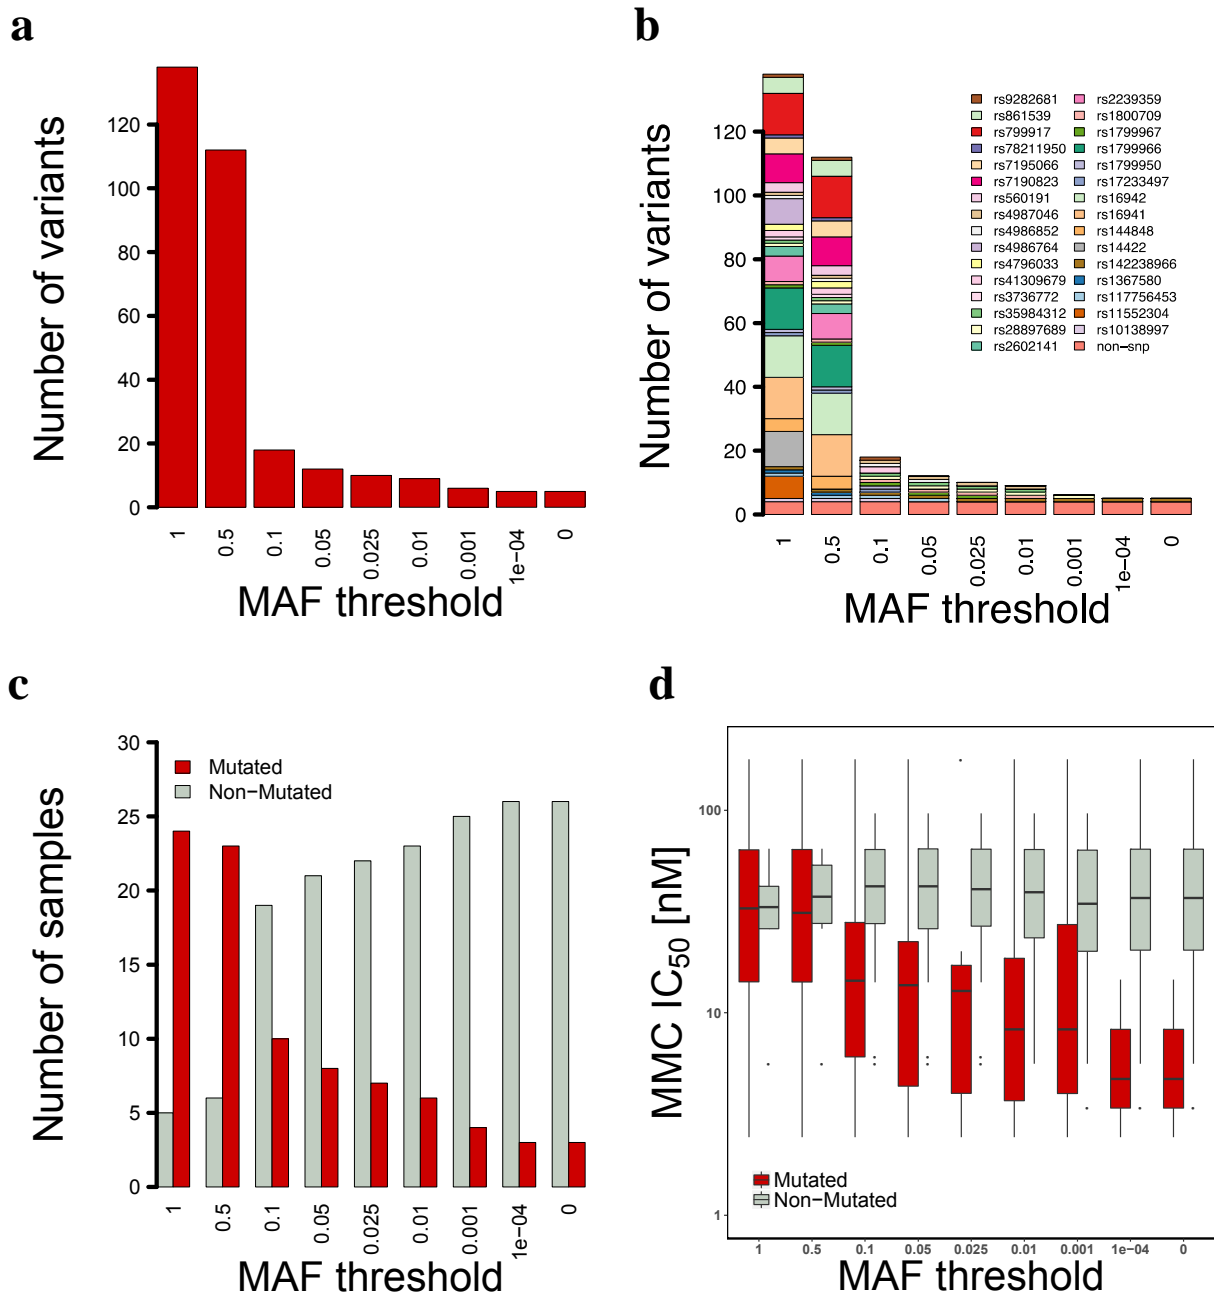 a
Number of variants
120
100
80
60
40
20
0
1
0.5
0.1
0.05
0.025
0.01
0.001
1e−04
0
MAF threshold
b
Number of variants
120
100
80
60
40
20
0
rs9282681
rs861539
rs799917
rs78211950
rs7195066
rs7190823
rs560191
rs4987046
rs4986852
rs4986764
rs4796033
rs41309679
rs3736772
rs35984312
rs28897689
rs2602141
rs2239359
rs1800709
rs1799967
rs1799966
rs1799950
rs17233497
rs16942
rs16941
rs144848
rs14422
rs142238966
rs1367580
rs117756453
rs11552304
rs10138997
non−snp
1
0.5
0.1
0.05
0.025
0.01
0.001
1e−04
0
MAF threshold
c
Number of samples
30
25
20
15
10
5
0
Mutated
Non−Mutated
1
0.5
0.1
0.05
0.025
0.01
0.001
1e−04
0
MAF threshold
d
MMC IC50 [nM]
100
10
1
Mutated
Non−Mutated
1
0.5
0.1
0.05
0.025
0.01
0.001
1e−04
0
MAF threshold